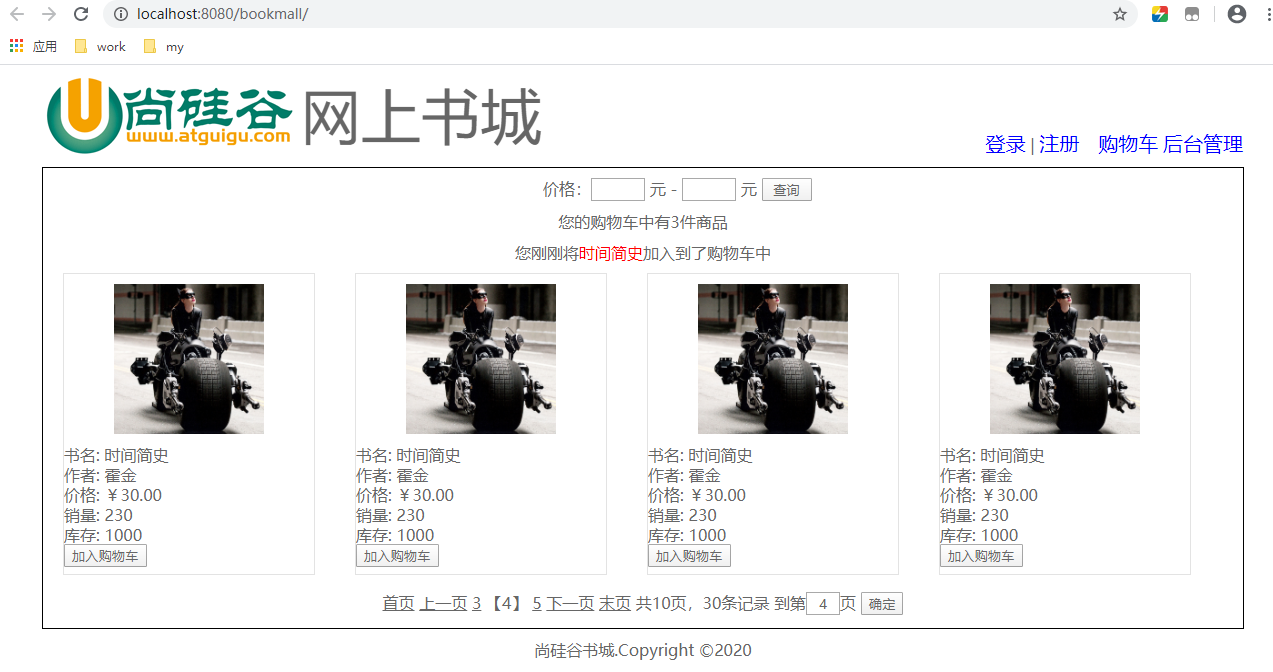 localhost:8080/bookmall/
应用 work my
尚硅谷 网上书城
www.atguigu.com
登录 | 注册 购物车 后台管理
价格： 元 - 元 查询
您的购物车中有3件商品
您刚刚将时间简史加入到了购物车中
书名: 时间简史
作者: 霍金
价格: ￥30.00
销量: 230
库存: 1000
加入购物车
书名: 时间简史
作者: 霍金
价格: ￥30.00
销量: 230
库存: 1000
加入购物车
书名: 时间简史
作者: 霍金
价格: ￥30.00
销量: 230
库存: 1000
加入购物车
书名: 时间简史
作者: 霍金
价格: ￥30.00
销量: 230
库存: 1000
加入购物车
首页 上一页 3 【4】 5 下一页 末页 共10页，30条记录 到第 4 页 确定
尚硅谷书城.Copyright ©2020